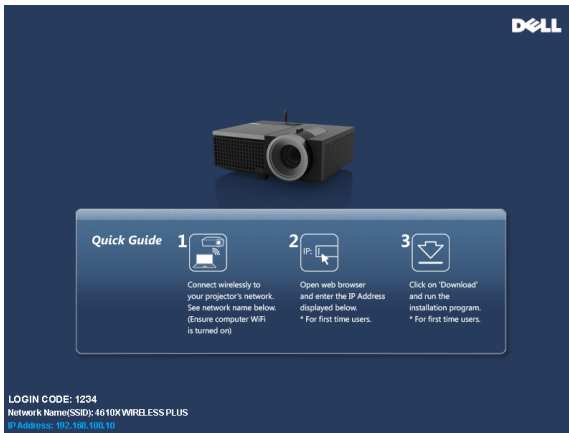 DELL
Quick Guide
1
Connect wirelessly to
your projector's network.
See network name below.
(Ensure computer WiFi
is turned on)
2
IP:
Open web browser
and enter the IP Address
displayed below.
* For first time users.
3
Click on 'Download'
and run the
installation program.
* For first time users.
LOGIN CODE: 1234
Network Name(SSID): 4610X WIRELESS PLUS
IP Address: 192.168.100.10